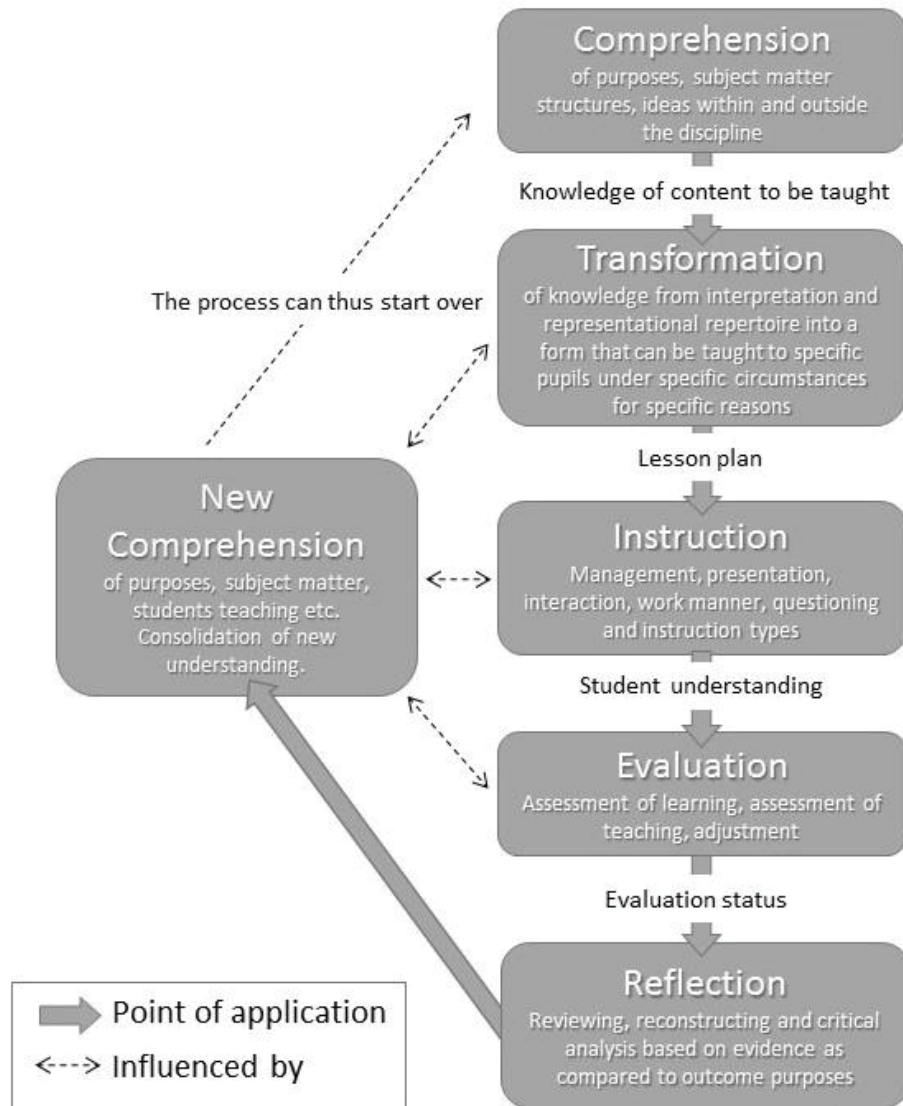 Comprehension
of purposes, subject matter
structures, ideas within and outside
the discipline
Knowledge of content to be taught
Transformation
of knowledge from interpretation and
representational repertoire into a
form that can be taught to specific
pupils under specific circumstances
for specific reasons
The process can thus start over
Lesson plan
New
Comprehension
of purposes, subject matter,
students teaching etc.
Consolidation of new
understanding.
Instruction
Management, presentation,
interaction, work manner, questioning
and instruction types
Student understanding
Evaluation
Assessment of learning, assessment of
teaching, adjustment
Evaluation status
Reflection
Reviewing, reconstructing and critical
analysis based on evidence as
compared to outcome purposes
Point of application
Influenced by